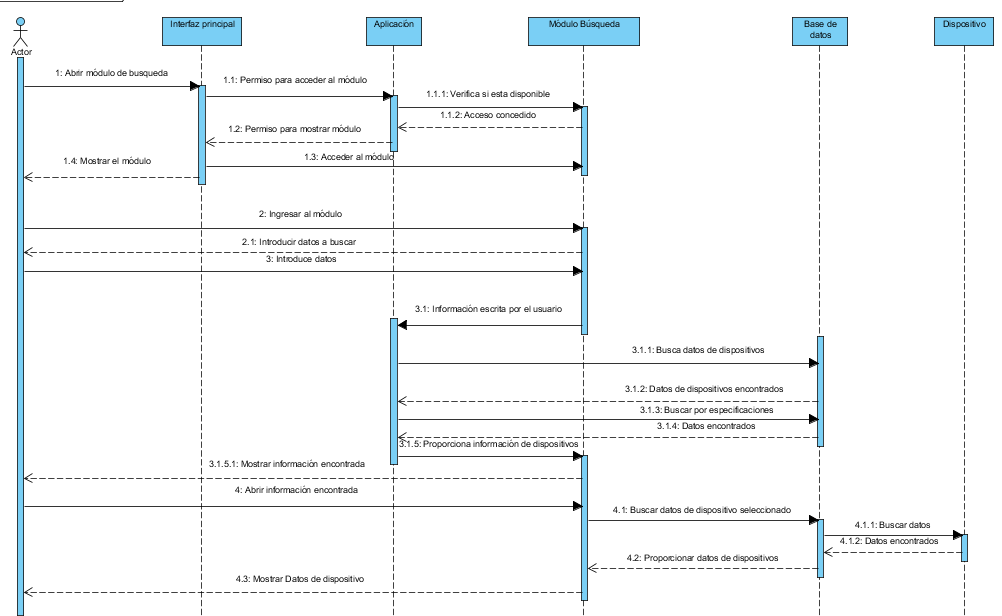 Interfaz principal
Aplicación
Módulo Búsqueda
Base de
datos
Dispositivo
Actor
1: Abrir módulo de busqueda
1.1: Permiso para acceder al módulo
1.1.1: Verifica si esta disponible
1.1.2: Acceso concedido
1.2: Permiso para mostrar módulo
1.3: Acceder al módulo
1.4: Mostrar el módulo
2: Ingresar al módulo
2.1: Introducir datos a buscar
3: Introduce datos
3.1: Información escrita por el usuario
3.1.1: Busca datos de dispositivos
3.1.2: Datos de dispositivos encontrados
3.1.3: Buscar por especificaciones
3.1.4: Datos encontrados
3.1.5: Proporciona información de dispositivos
3.1.5.1: Mostrar información encontrada
4: Abrir información encontrada
4.1: Buscar datos de dispositivo seleccionado
4.1.1: Buscar datos
4.1.2: Datos encontrados
4.2: Proporcionar datos de dispositivos
4.3: Mostrar Datos de dispositivo